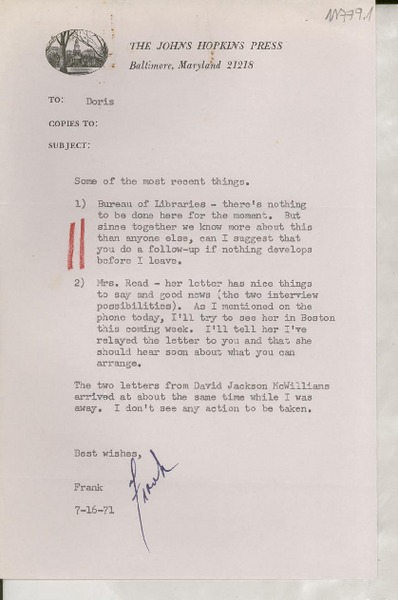 11779.1
THE JOHNS HOPKINS PRESS
Baltimore, Maryland 21218
TO: Doris
COPIES TO:
SUBJECT:
Some of the most recent things.
1) Bureau of Libraries - there's nothing
to be done here for the moment. But
since together we know more about this
than anyone else, can I suggest that
you do a follow-up if nothing develops
before I leave.
2) Mrs. Read - her letter has nice things
to say and good news (the two interview
possibilities). As I mentioned on the
phone today, I'll try to see her in Boston
this coming week. I'll tell her I've
relayed the letter to you and that she
should hear soon about what you can
arrange.
The two letters from David Jackson McWilliams
arrived at about the same time while I was
away. I don't see any action to be taken.
Best wishes,
Frank
Frank
7-16-71